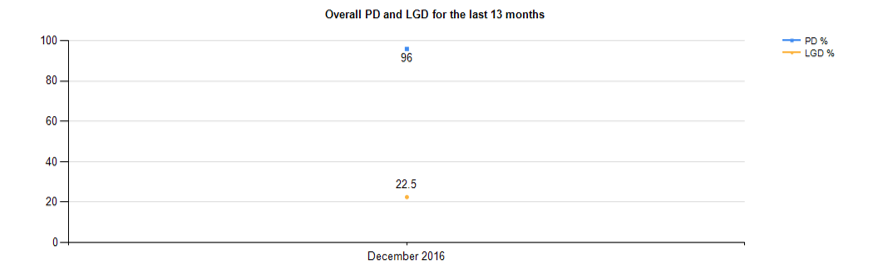 Overall PD and LGD for the last 13 months
100
80
60
40
20
0
96
22.5
December 2016
PD %
LGD %